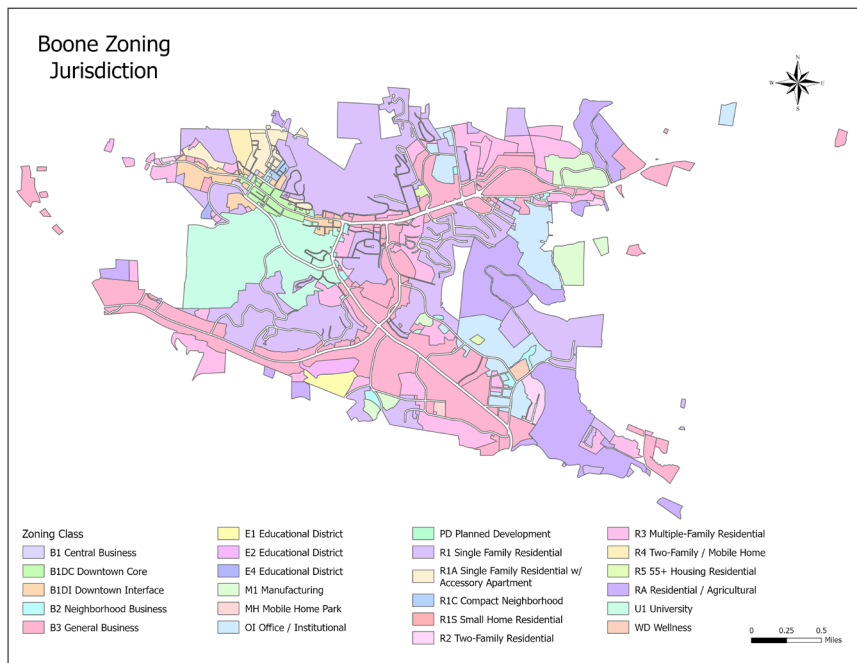 Boone Zoning
Jurisdiction
N
W E
S
Zoning Class
B1 Central Business
B1DC Downtown Core
B1DI Downtown Interface
B2 Neighborhood Business
B3 General Business
E1 Educational District
E2 Educational District
E4 Educational District
M1 Manufacturing
MH Mobile Home Park
OI Office / Institutional
PD Planned Development
R1 Single Family Residential
R1A Single Family Residential w/
Accessory Apartment
R1C Compact Neighborhood
R1S Small Home Residential
R2 Two-Family Residential
R3 Multiple-Family Residential
R4 Two-Family / Mobile Home
R5 55+ Housing Residential
RA Residential / Agricultural
U1 University
WD Wellness
0 0.25 0.5
Miles